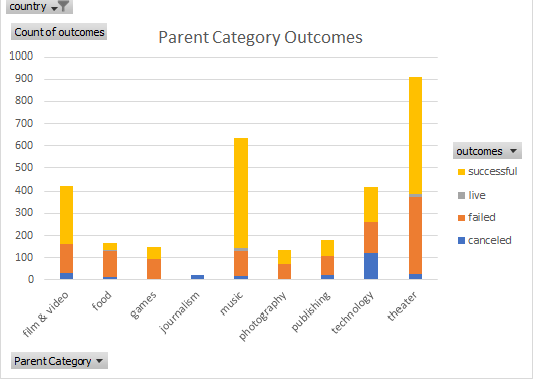 country
Count of outcomes
Parent Category Outcomes
1000
900
800
700
600
500
400
300
200
100
0
film & video
food
games
journalism
music
photography
publishing
technology
theater
outcomes
successful
live
failed
canceled
Parent Category